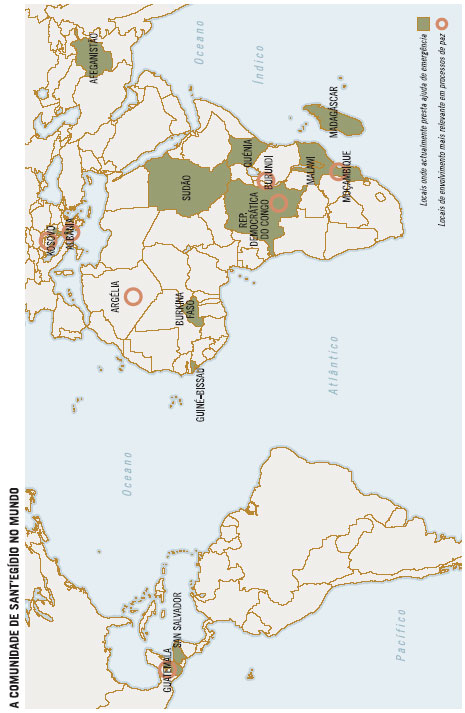 A COMUNIDADE DE SANT'EGÍDIO NO MUNDO
GUATEMALA
SAN SALVADOR
Oceano
Pacífico
Atlântico
GUINÉ-BISSAU
BURKINA
FASO
ARGÉLIA
KOSOVO
ALBÂNIA
SUDÃO
REP.
DEMOCRÁTICA
DO CONGO
QUÉNIA
BURUNDI
MALAWI
MOÇAMBIQUE
MADAGÁSCAR
AFEGANISTÃO
Oceano
Índico
Locais onde actualmente presta ajuda de emergência
Locais de envolvimento mais relevante em processos de paz